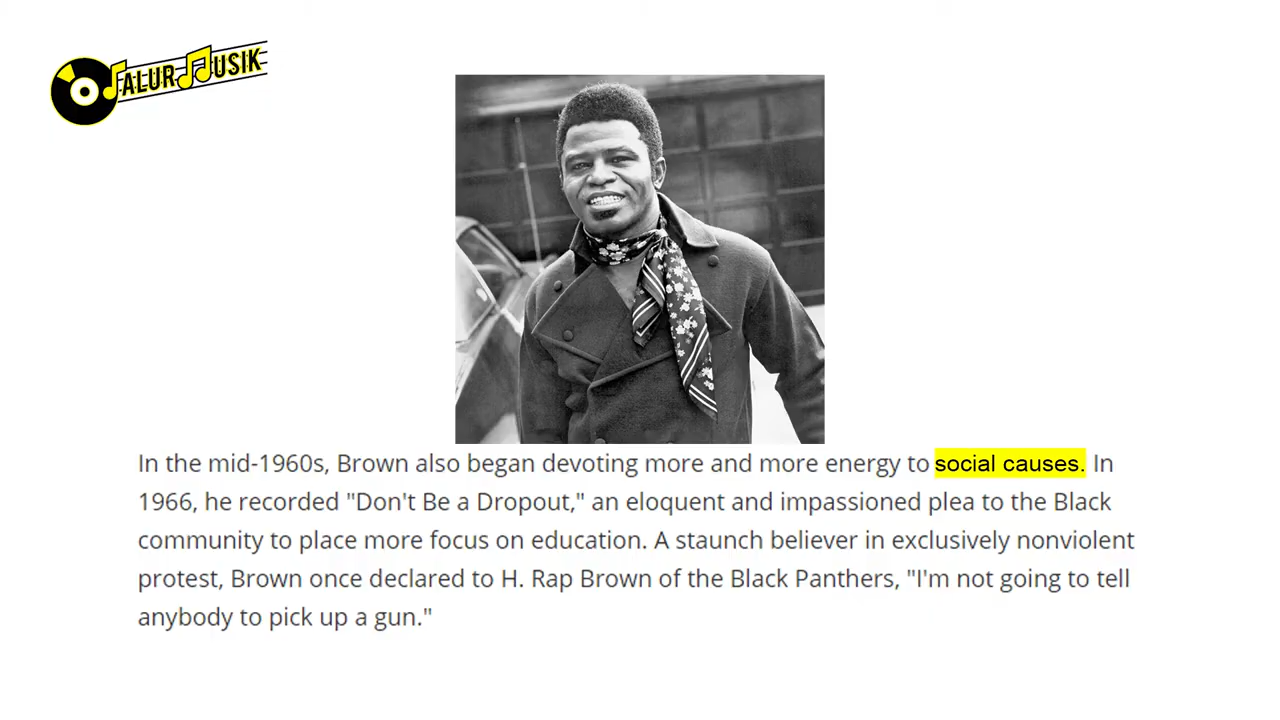 JALUR MUSIK
In the mid-1960s, Brown also began devoting more and more energy to social causes. In
1966, he recorded "Don't Be a Dropout," an eloquent and impassioned plea to the Black
community to place more focus on education. A staunch believer in exclusively nonviolent
protest, Brown once declared to H. Rap Brown of the Black Panthers, "I'm not going to tell
anybody to pick up a gun."